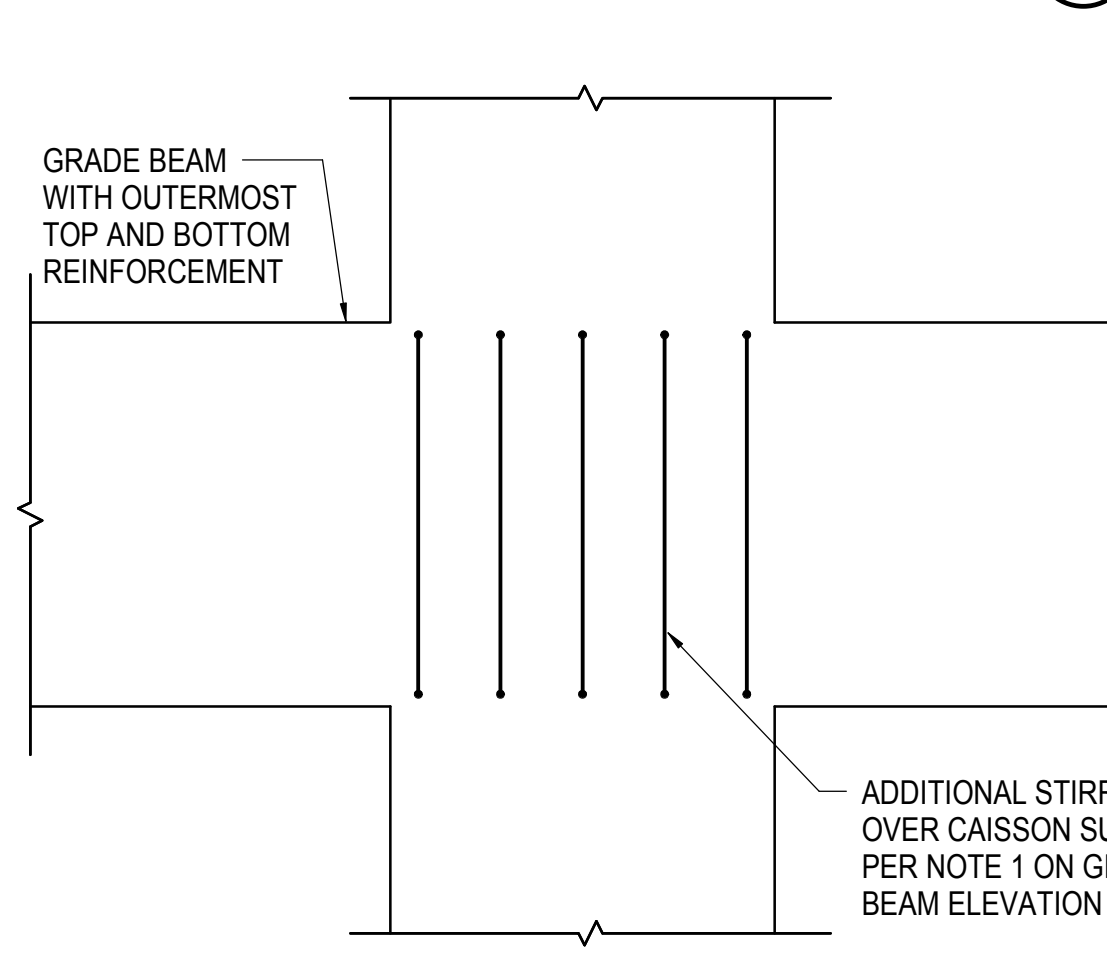 GRADE BEAM
WITH OUTERMOST
TOP AND BOTTOM
REINFORCEMENT
ADDITIONAL
OVER CAISSON
PER NOTE 1 ON
BEAM ELEVATION